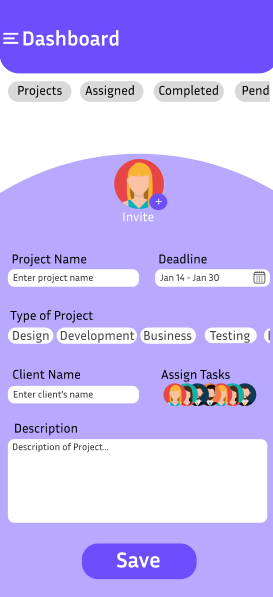 Dashboard
Projects Assigned Completed Pend
+
Invite
Project Name Deadline
Enter project name Jan 14 - Jan 30
Type of Project
Design Development Business Testing
Client Name Assign Tasks
Enter client's name
Description
Description of Project...
Save